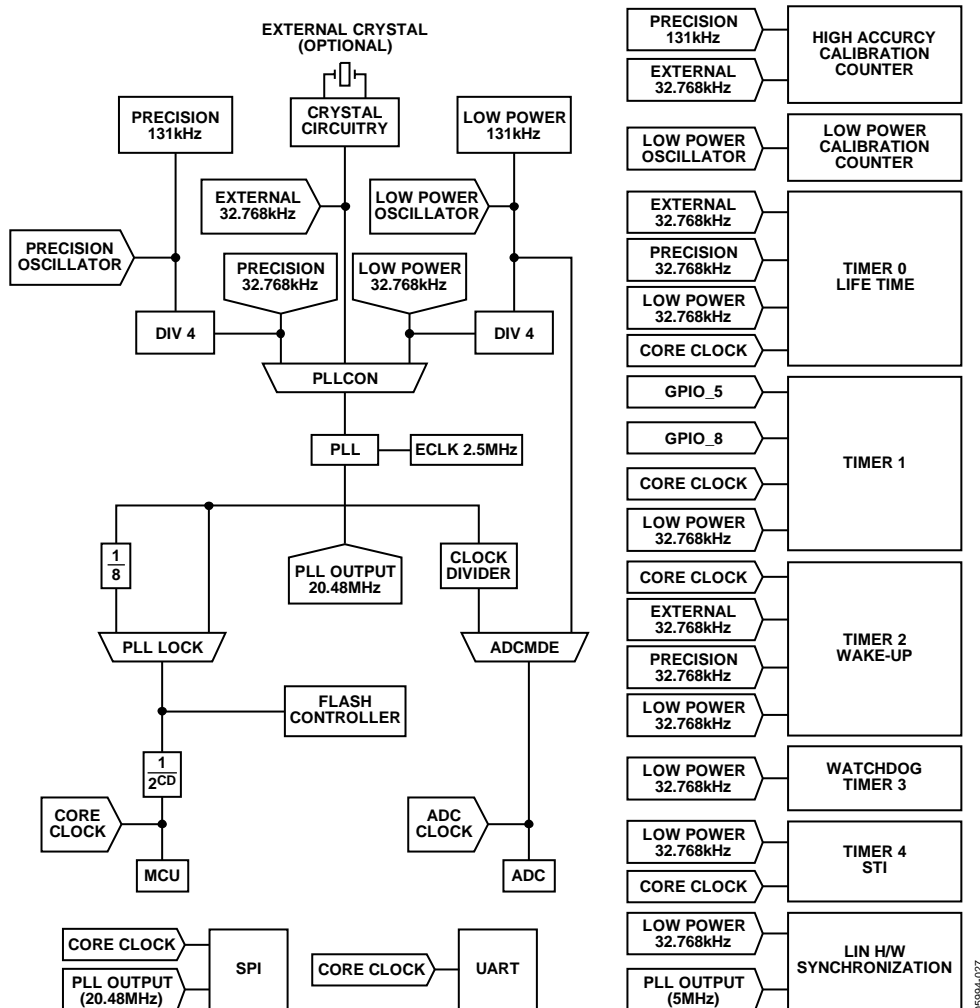 EXTERNAL CRYSTAL
(OPTIONAL)
PRECISION
131kHz
CRYSTAL
CIRCUITRY
LOW POWER
131kHz
EXTERNAL
32.768kHz
LOW POWER
OSCILLATOR
PRECISION
OSCILLATOR
PRECISION
32.768kHz
LOW POWER
32.768kHz
DIV 4
DIV 4
PLLCON
PLL
ECLK 2.5MHz
1
8
PLL OUTPUT
20.48MHz
CLOCK
DIVIDER
PLL LOCK
ADCMDE
FLASH
CONTROLLER
1
2CD
CORE
CLOCK
ADC
CLOCK
MCU
ADC
CORE CLOCK
PLL OUTPUT
(20.48MHz)
SPI
CORE CLOCK
UART
PRECISION
131kHz
EXTERNAL
32.768kHz
HIGH ACCURCY
CALIBRATION
COUNTER
LOW POWER
OSCILLATOR
LOW POWER
CALIBRATION
COUNTER
EXTERNAL
32.768kHz
PRECISION
32.768kHz
LOW POWER
32.768kHz
CORE CLOCK
TIMER 0
LIFE TIME
GPIO_5
GPIO_8
CORE CLOCK
LOW POWER
32.768kHz
TIMER 1
CORE CLOCK
EXTERNAL
32.768kHz
PRECISION
32.768kHz
LOW POWER
32.768kHz
TIMER 2
WAKE-UP
LOW POWER
32.768kHz
WATCHDOG
TIMER 3
LOW POWER
32.768kHz
CORE CLOCK
TIMER 4
STI
LOW POWER
32.768kHz
PLL OUTPUT
(5MHz)
LIN H/W
SYNCHRONIZATION